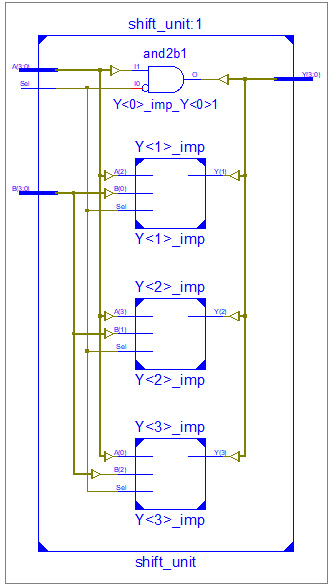 shift_unit:1
and2b1
A(3:0)
I1
O
Y(3:0)
Sel
I0
Y<0>_imp_Y<0>1
Y<1>_imp
A(2)
Y(1)
B(3:0)
B(0)
Sel
Y<1>_imp
Y<2>_imp
A(3)
Y(2)
B(1)
Sel
Y<2>_imp
Y<3>_imp
A(0)
Y(3)
B(2)
Sel
Y<3>_imp
shift_unit